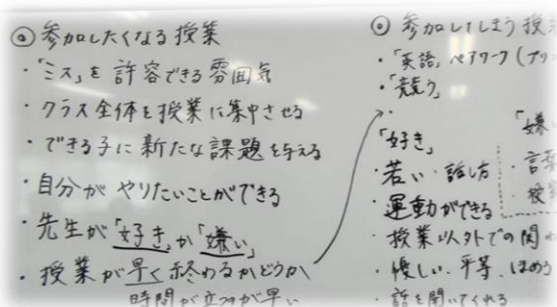 ◎ 参加したくなる授業
・「ミス」を許容できる雰囲気
・クラス全体を授業に集中させる
・できる子に新たな課題を与える
・自分がやりたいことができる
・先生が「好き」か「嫌い」
・授業が早く終わるかどうか
時間が立つのが早い
◎ 参加してしまう授
・「英語」ペアワーク(プリ
・「競う」
「好き」
・若い・話し方
・運動ができる
・授業以外での関わ
・優しい、平等、ほめる
話を聞いてくれる
「嫌い
・言
・授